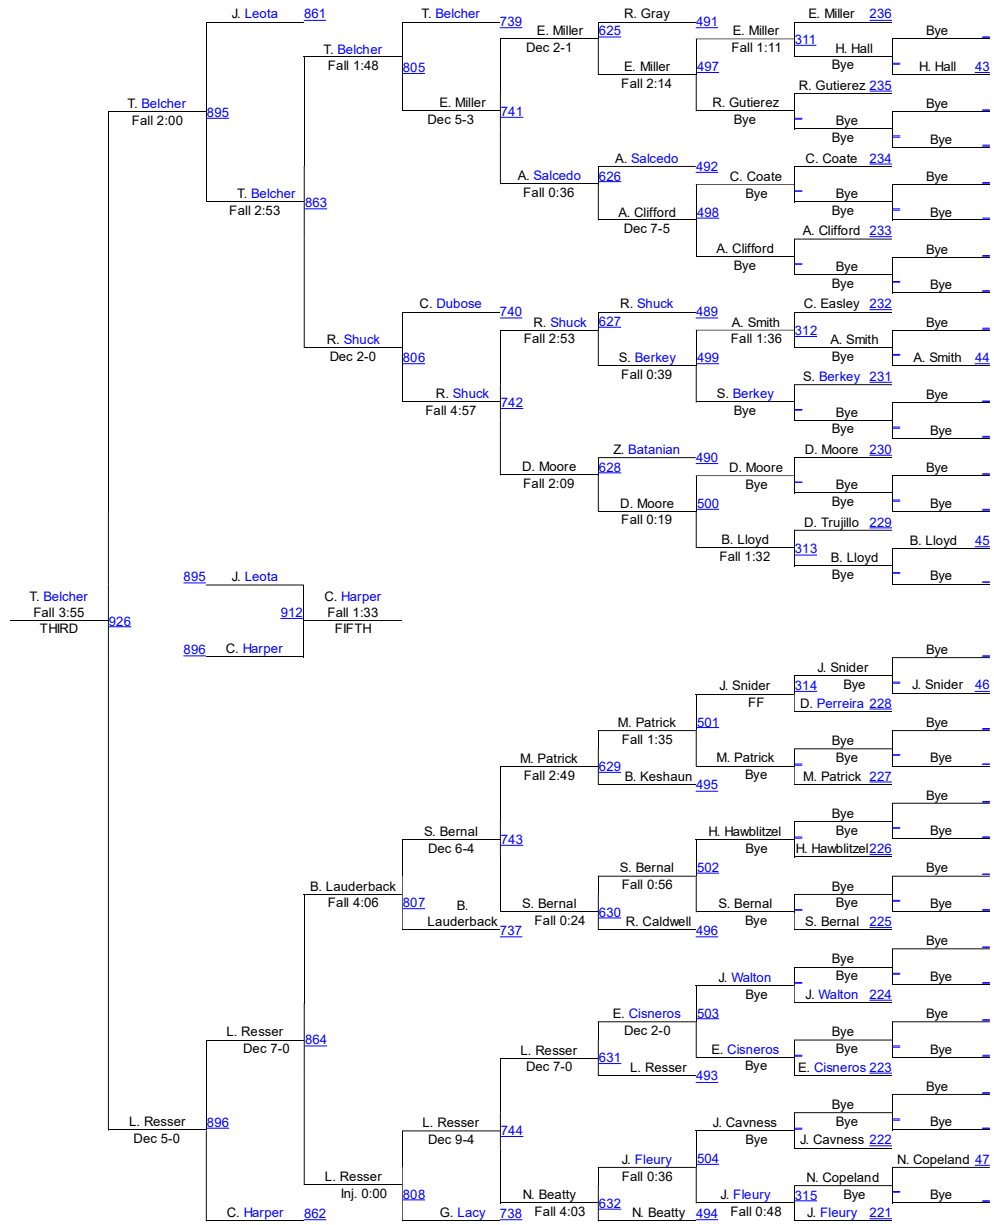 J. Leota 861
T. Belcher 739
R. Gray 491
E. Miller 236
T. Belcher
Fall 1:48
805
E. Miller
Dec 2-1
625
E. Miller
Fall 1:11
311
Bye
H. Hall
Bye
H. Hall 43
E. Miller
Fall 2:14
497
R. Gutierez 235
T. Belcher
Fall 2:00
895
E. Miller
Dec 5-3
741
R. Gutierez
Bye
Bye
Bye
Bye
Bye
A. Salcedo
Fall 0:36
626
A. Salcedo 492
C. Coate 234
C. Coate
Bye
Bye
Bye
Bye
Bye
T. Belcher
Fall 2:53
863
A. Clifford
Dec 7-5
498
A. Clifford 233
A. Clifford
Bye
Bye
Bye
Bye
Bye
C. Dubose 740
R. Shuck 489
C. Easley 232
R. Shuck
Dec 2-0
806
R. Shuck
Fall 2:53
627
A. Smith
Fall 1:36
312
Bye
A. Smith
Bye
A. Smith 44
S. Berkey
Fall 0:39
499
S. Berkey 231
R. Shuck
Fall 4:57
742
S. Berkey
Bye
Bye
Bye
Bye
Bye
D. Moore
Fall 2:09
628
Z. Batanian 490
D. Moore 230
D. Moore
Bye
Bye
Bye
Bye
Bye
D. Moore
Fall 0:19
500
D. Trujillo 229
B. Lloyd
Fall 1:32
313
B. Lloyd 45
B. Lloyd
Bye
Bye
895 J. Leota
T. Belcher
Fall 3:55
THIRD
926
912
C. Harper
Fall 1:33
FIFTH
896 C. Harper
Bye
J. Snider
Bye
J. Snider 46
J. Snider
FF
314
D. Perreira 228
M. Patrick
Fall 1:35
501
Bye
Bye
Bye
Bye
M. Patrick
Fall 2:49
629
M. Patrick
Bye
M. Patrick 227
B. Keshaun 495
Bye
Bye
Bye
Bye
S. Bernal
Dec 6-4
743
H. Hawblitzel
Bye
H. Hawblitzel 226
S. Bernal
Fall 0:56
502
Bye
Bye
Bye
Bye
B. Lauderback
Fall 4:06
807
B.
Lauderback 737
S. Bernal
Fall 0:24
630
R. Caldwell 496
S. Bernal
Bye
S. Bernal 225
Bye
Bye
Bye
Bye
J. Walton
Bye
J. Walton 224
L. Resser
Dec 7-0
864
E. Cisneros
Dec 2-0
503
Bye
Bye
Bye
Bye
L. Resser
Dec 7-0
631
E. Cisneros
Bye
E. Cisneros 223
L. Resser 493
Bye
Bye
Bye
Bye
L. Resser
Dec 5-0
896
L. Resser
Dec 9-4
744
J. Cavness
Bye
J. Cavness 222
J. Fleury
Fall 0:36
504
N. Copeland 47
N. Copeland
Bye
Bye
L. Resser
Inj. 0:00
808
N. Beatty
Fall 4:03
632
J. Fleury
Fall 0:48
315
C. Harper 862
G. Lacy 738
N. Beatty 494
J. Fleury 221